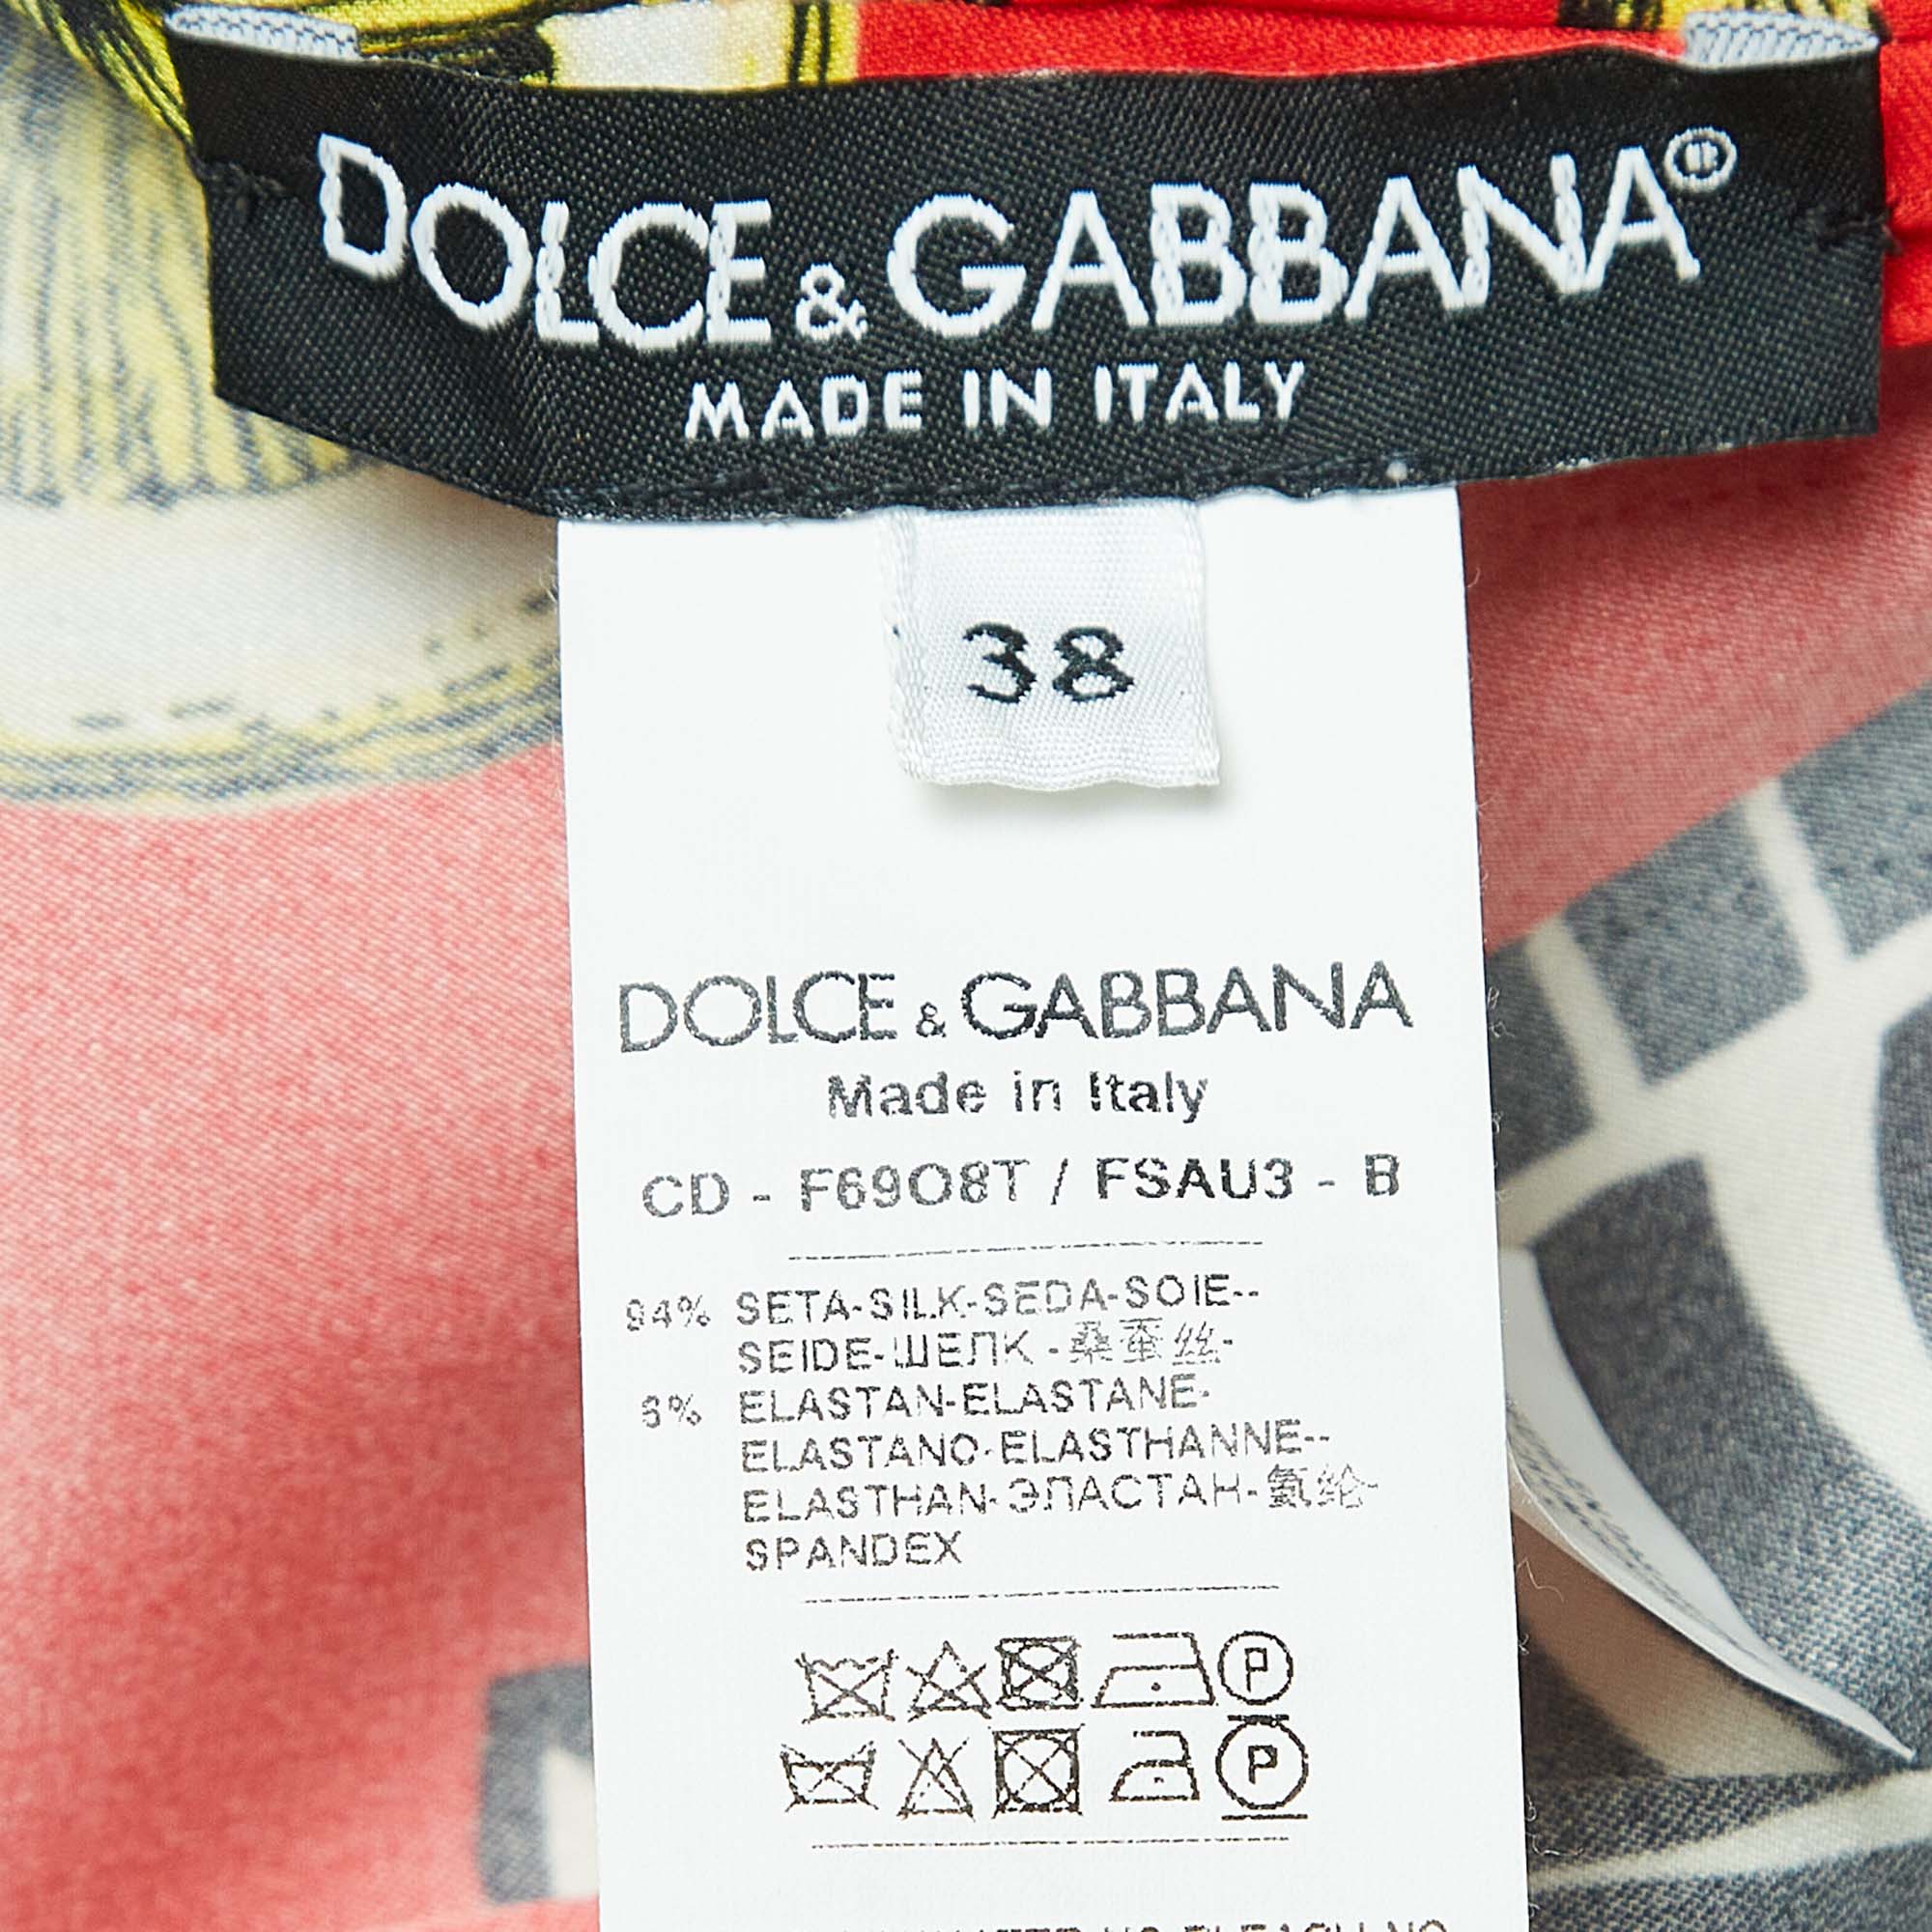 DOLCE & GABBANA®
MADE IN ITALY
38
DOLCE & GABBANA
Made in Italy
CD - F69O8T / FSAU3 - B
94% SETA-SILK-SEDA-SOIE--
SEIDE-ШЕЛК-桑蚕丝-
6% ELASTAN-ELASTANE-
ELASTANO-ELASTHANNE--
ELASTHAN-ЭЛАСТАН-氨纶-
SPANDEX
P
P